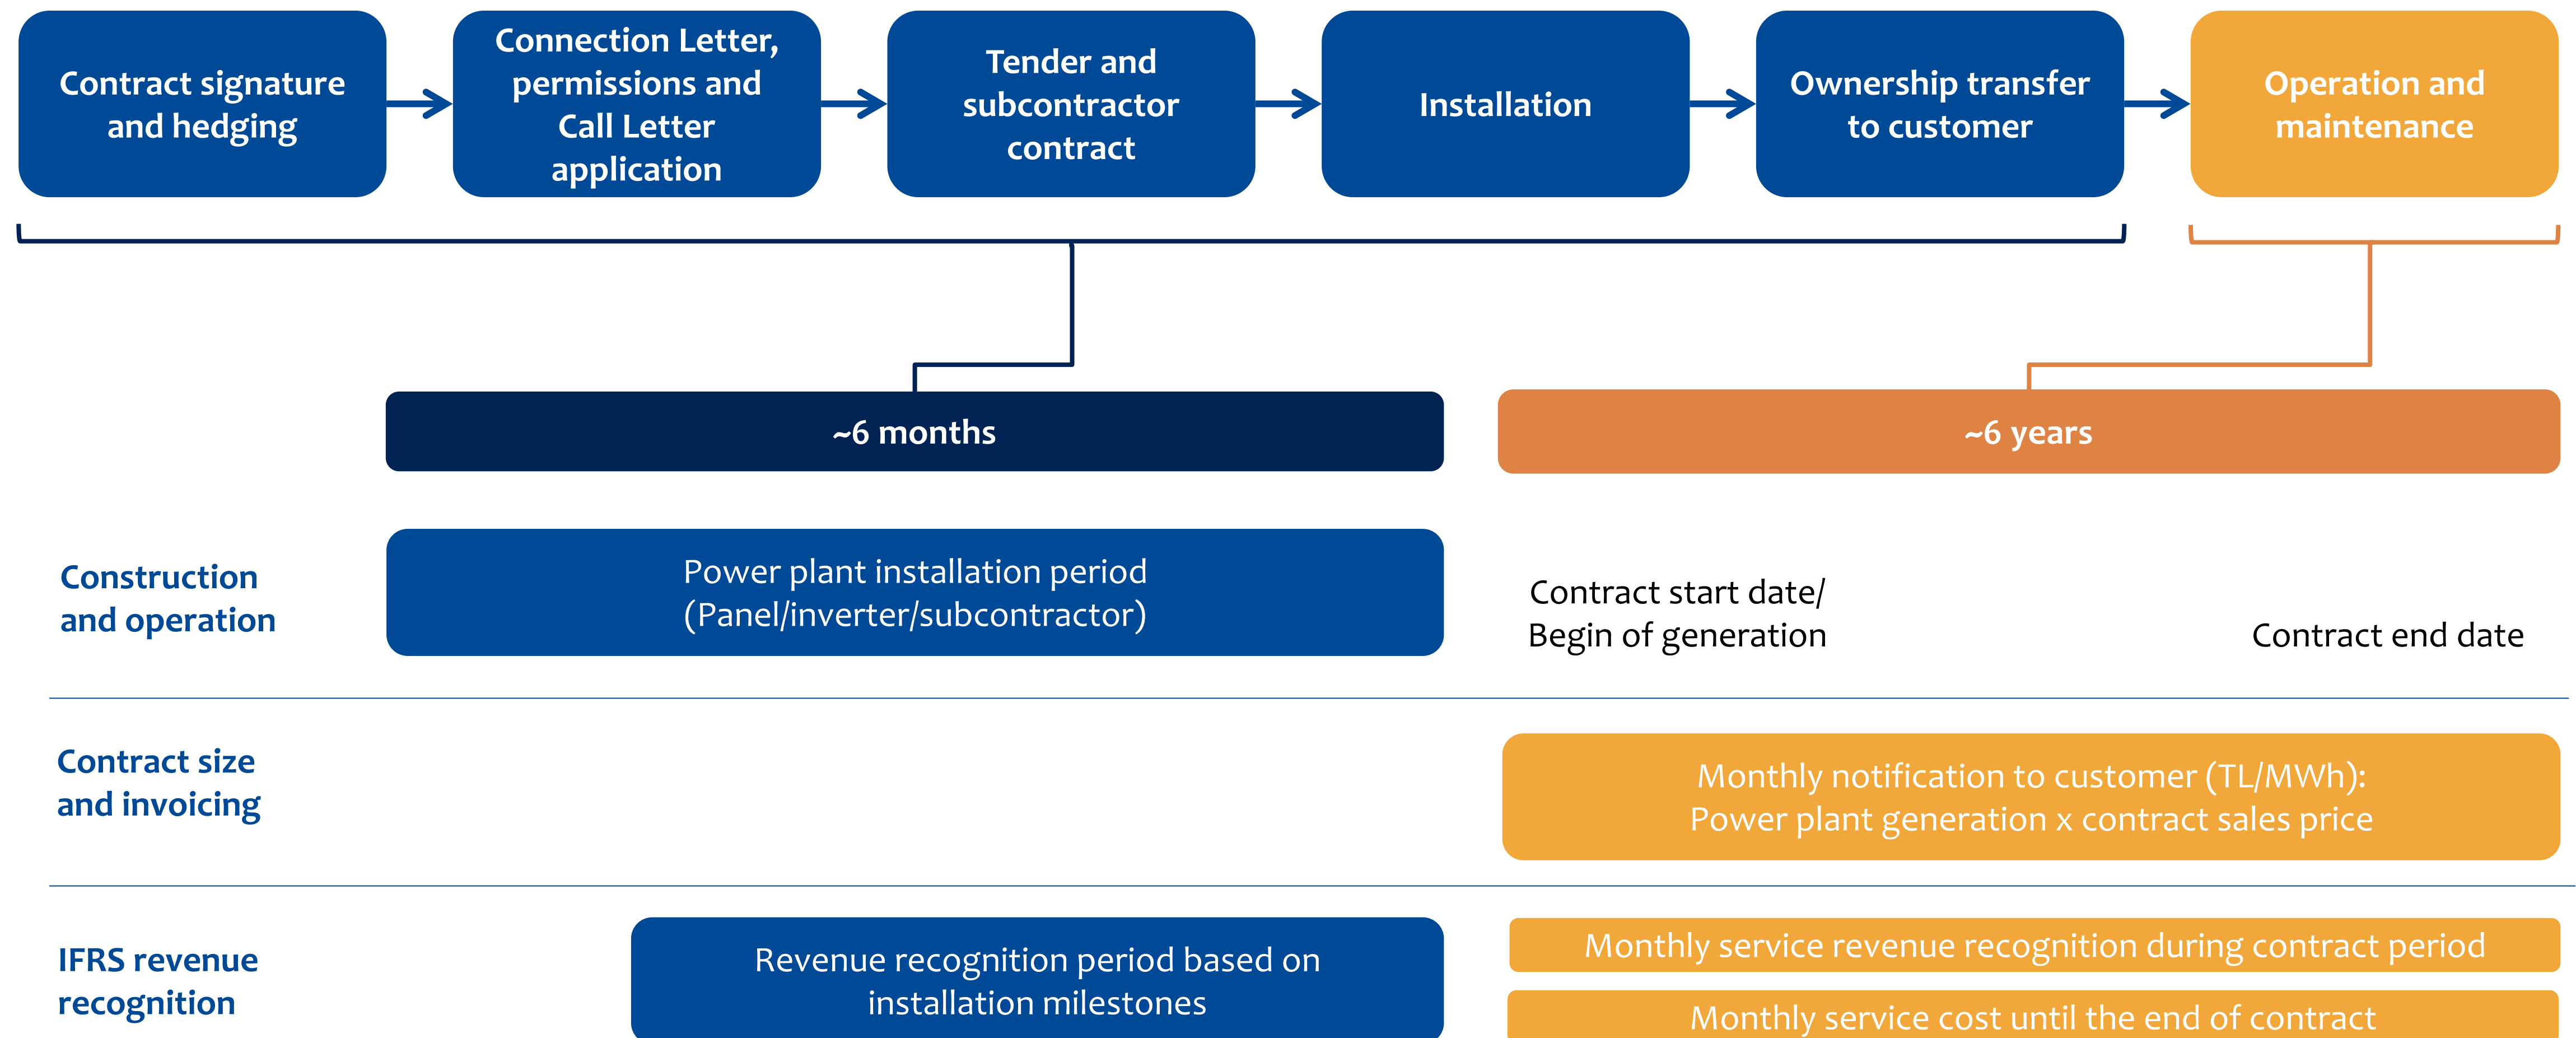 Contract signature
and hedging
Connection Letter,
permissions and
Call Letter
application
Tender and
subcontractor
contract
Installation
Ownership transfer
to customer
Operation and
maintenance
~6 months
~6 years
Construction
and operation
Power plant installation period
(Panel/inverter/subcontractor)
Contract start date/
Begin of generation
Contract end date
Contract size
and invoicing
Monthly notification to customer (TL/MWh):
Power plant generation x contract sales price
IFRS revenue
recognition
Revenue recognition period based on
installation milestones
Monthly service revenue recognition during contract period
Monthly service cost until the end of contract